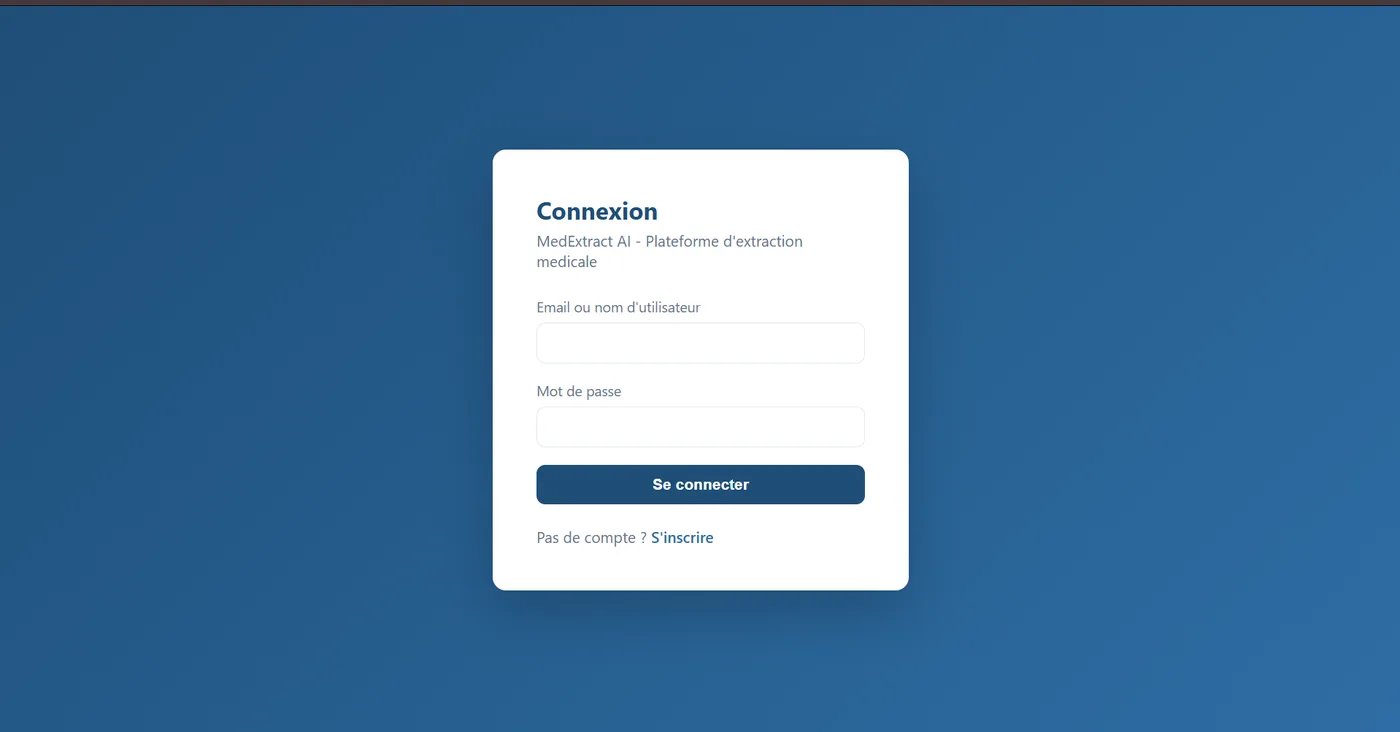 Connexion
MedExtract AI - Plateforme d'extraction
medicale
Email ou nom d'utilisateur
Mot de passe
Se connecter
Pas de compte ? S'inscrire